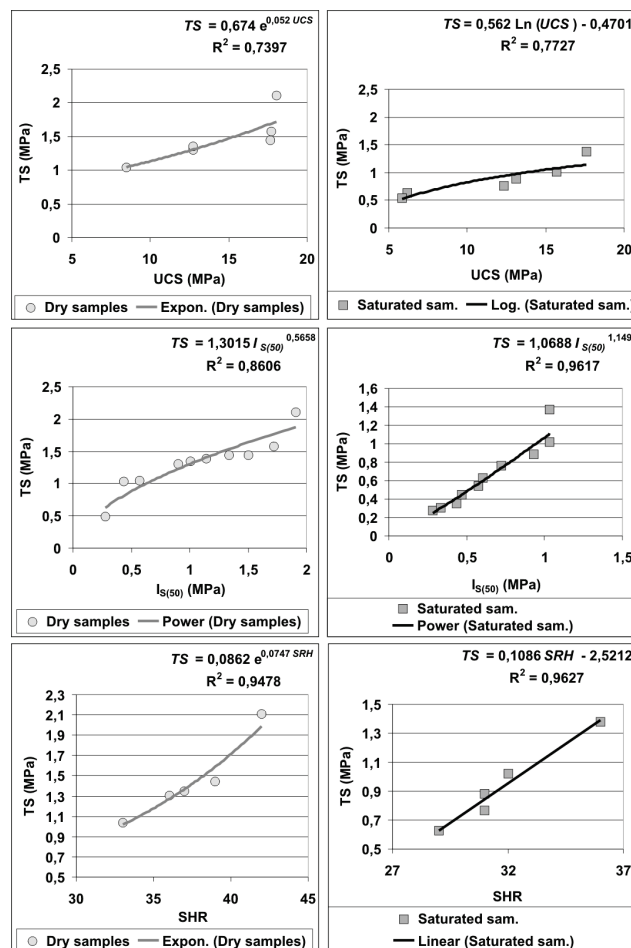 TS = 0,674 e^0,052 UCS
R² = 0,7397
2,5
2
1,5
1
0,5
0
TS (MPa)
5 10 15 20
UCS (MPa)
Dry samples Expon. (Dry samples)
TS = 0,562 Ln (UCS ) - 0,4701
R² = 0,7727
2,5
2
1,5
1
0,5
0
TS (MPa)
5 10 15 20
UCS (MPa)
Saturated sam. Log. (Saturated sam.)
TS = 1,3015 I S(50)^0,5658
R² = 0,8606
2,5
2
1,5
1
0,5
0
TS (MPa)
0 0,5 1 1,5 2
I S(50) (MPa)
Dry samples Power (Dry samples)
TS = 1,0688 I S(50)^1,149
R² = 0,9617
1,6
1,4
1,2
1
0,8
0,6
0,4
0,2
0
TS (MPa)
0 0,5 1 1,5
I S(50) (MPa)
Saturated sam.
Power (Saturated sam.)
TS = 0,0862 e^0,0747 SRH
R² = 0,9478
2,3
2,1
1,9
1,7
1,5
1,3
1,1
0,9
0,7
0,5
TS (MPa)
30 35 40 45
SHR
Dry samples Expon. (Dry samples)
TS = 0,1086 SRH - 2,5212
R² = 0,9627
1,5
1,3
1,1
0,9
0,7
0,5
TS (MPa)
27 32 37
SHR
Saturated sam.
Linear (Saturated sam.)